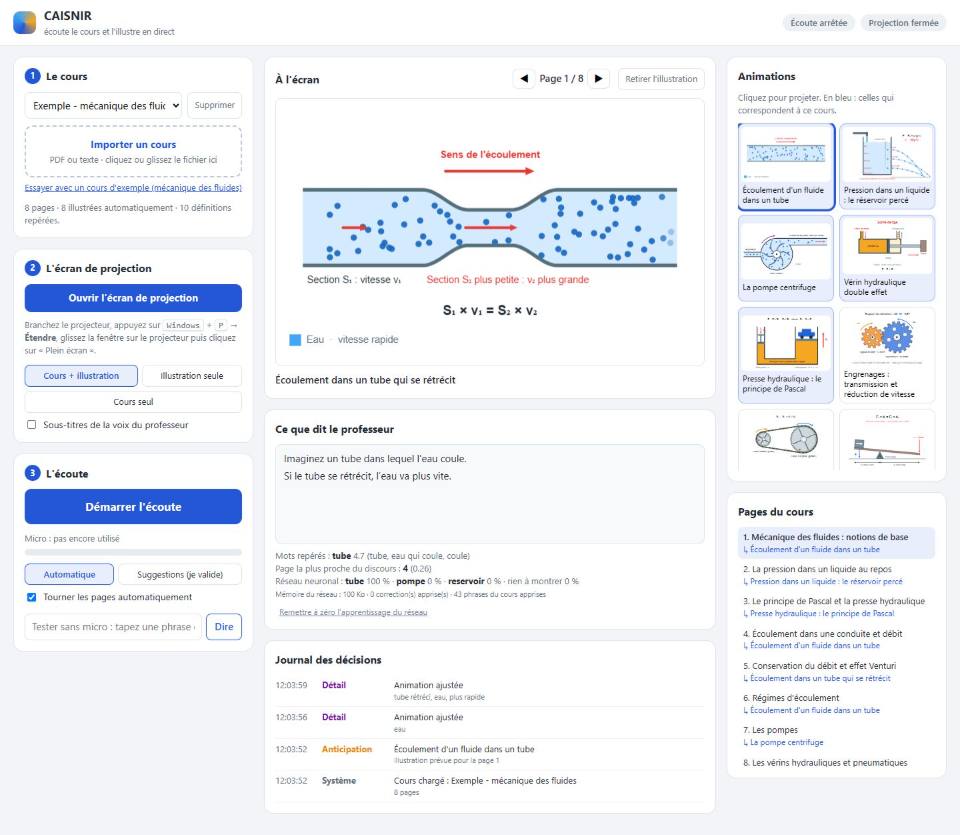 CAISNIR
écoute le cours et l'illustre en direct
Écoute arrêtée
Projection fermée
1 Le cours
Exemple - mécanique des fluic
Supprimer
Importer un cours
PDF ou texte · cliquez ou glissez le fichier ici
Essayer avec un cours d'exemple (mécanique des fluides)
8 pages · 8 illustrées automatiquement · 10 définitions
repérées.
2 L'écran de projection
Ouvrir l'écran de projection
Branchez le projecteur, appuyez sur Windows + P →
Étendre, glissez la fenêtre sur le projecteur puis cliquez
sur « Plein écran ».
Cours + illustration
Illustration seule
Cours seul
Sous-titres de la voix du professeur
3 L'écoute
Démarrer l'écoute
Micro : pas encore utilisé
Automatique
Suggestions (je valide)
Tourner les pages automatiquement
Tester sans micro : tapez une phrase
Dire
À l'écran
◀ Page 1 / 8 ▶
Retirer l'illustration
Sens de l'écoulement
Section S₁ : vitesse v₁
Section S₂ plus petite : v₂ plus grande
S₁ × v₁ = S₂ × v₂
Eau · vitesse rapide
Écoulement dans un tube qui se rétrécit
Ce que dit le professeur
Imaginez un tube dans lequel l'eau coule.
Si le tube se rétrécit, l'eau va plus vite.
Mots repérés : tube 4.7 (tube, eau qui coule, coule)
Page la plus proche du discours : 4 (0.26)
Réseau neuronal : tube 100 % · pompe 0 % · reservoir 0 % · rien à montrer 0 %
Mémoire du réseau : 100 Ko · 0 correction(s) apprise(s) · 43 phrases du cours apprises
Remettre à zéro l'apprentissage du réseau
Journal des décisions
12:03:59 Détail Animation ajustée
tube rétréci, eau, plus rapide
12:03:56 Détail Animation ajustée
eau
12:03:52 Anticipation Écoulement d'un fluide dans un tube
Illustration prévue pour la page 1
12:03:52 Système Cours chargé : Exemple - mécanique des fluides
8 pages
Animations
Cliquez pour projeter. En bleu : celles qui
correspondent à ce cours.
Écoulement d'un fluide
dans un tube
Pression dans un liquide
: le réservoir percé
La pompe centrifuge
Vérin hydraulique
double effet
Presse hydraulique : le
principe de Pascal
Engrenages :
transmission et
réduction de vitesse
Pages du cours
1. Mécanique des fluides : notions de base
↳ Écoulement d'un fluide dans un tube
2. La pression dans un liquide au repos
↳ Pression dans un liquide : le réservoir percé
3. Le principe de Pascal et la presse hydraulique
↳ Presse hydraulique : le principe de Pascal
4. Écoulement dans une conduite et débit
↳ Écoulement d'un fluide dans un tube
5. Conservation du débit et effet Venturi
↳ Écoulement dans un tube qui se rétrécit
6. Régimes d'écoulement
↳ Écoulement d'un fluide dans un tube
7. Les pompes
↳ La pompe centrifuge
8. Les vérins hydrauliques et pneumatiques